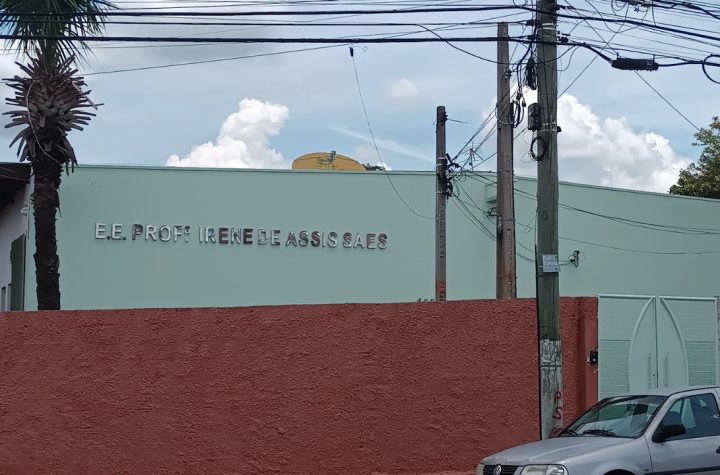 E.E. PROFª IRENE DE ASSIS SAES